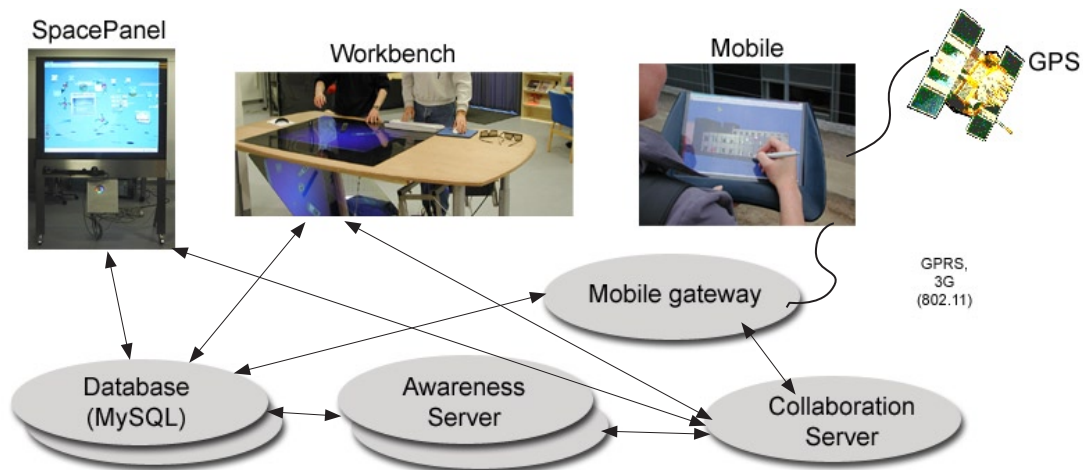 SpacePanel
Workbench
Mobile
GPS
GPRS,
3G
(802.11)
Mobile gateway
Database
(MySQL)
Awareness
Server
Collaboration
Server